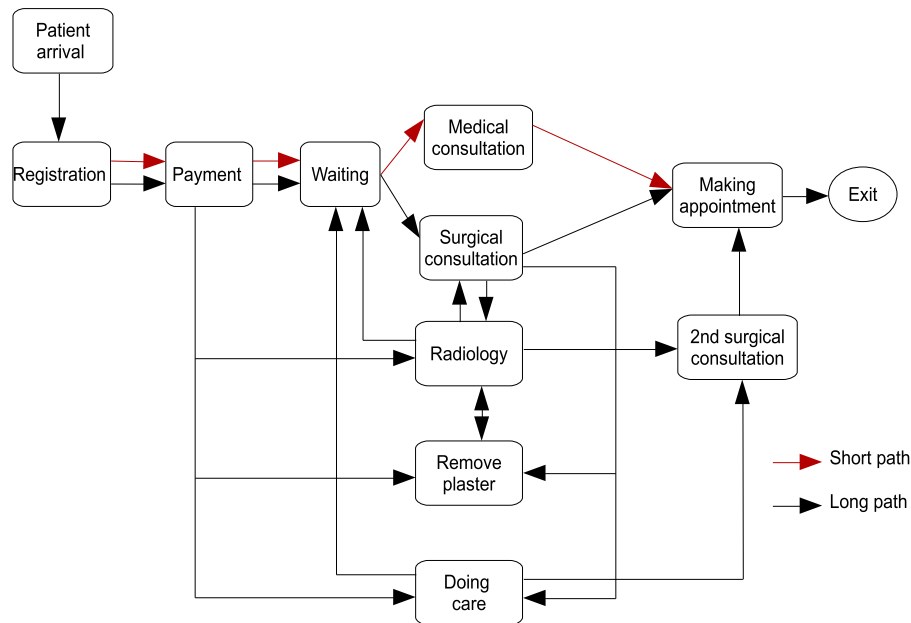 Patient
arrival
Registration
Payment
Waiting
Medical
consultation
Surgical
consultation
Making
appointment
Exit
Radiology
2nd surgical
consultation
Remove
plaster
Doing
care
Short path
Long path